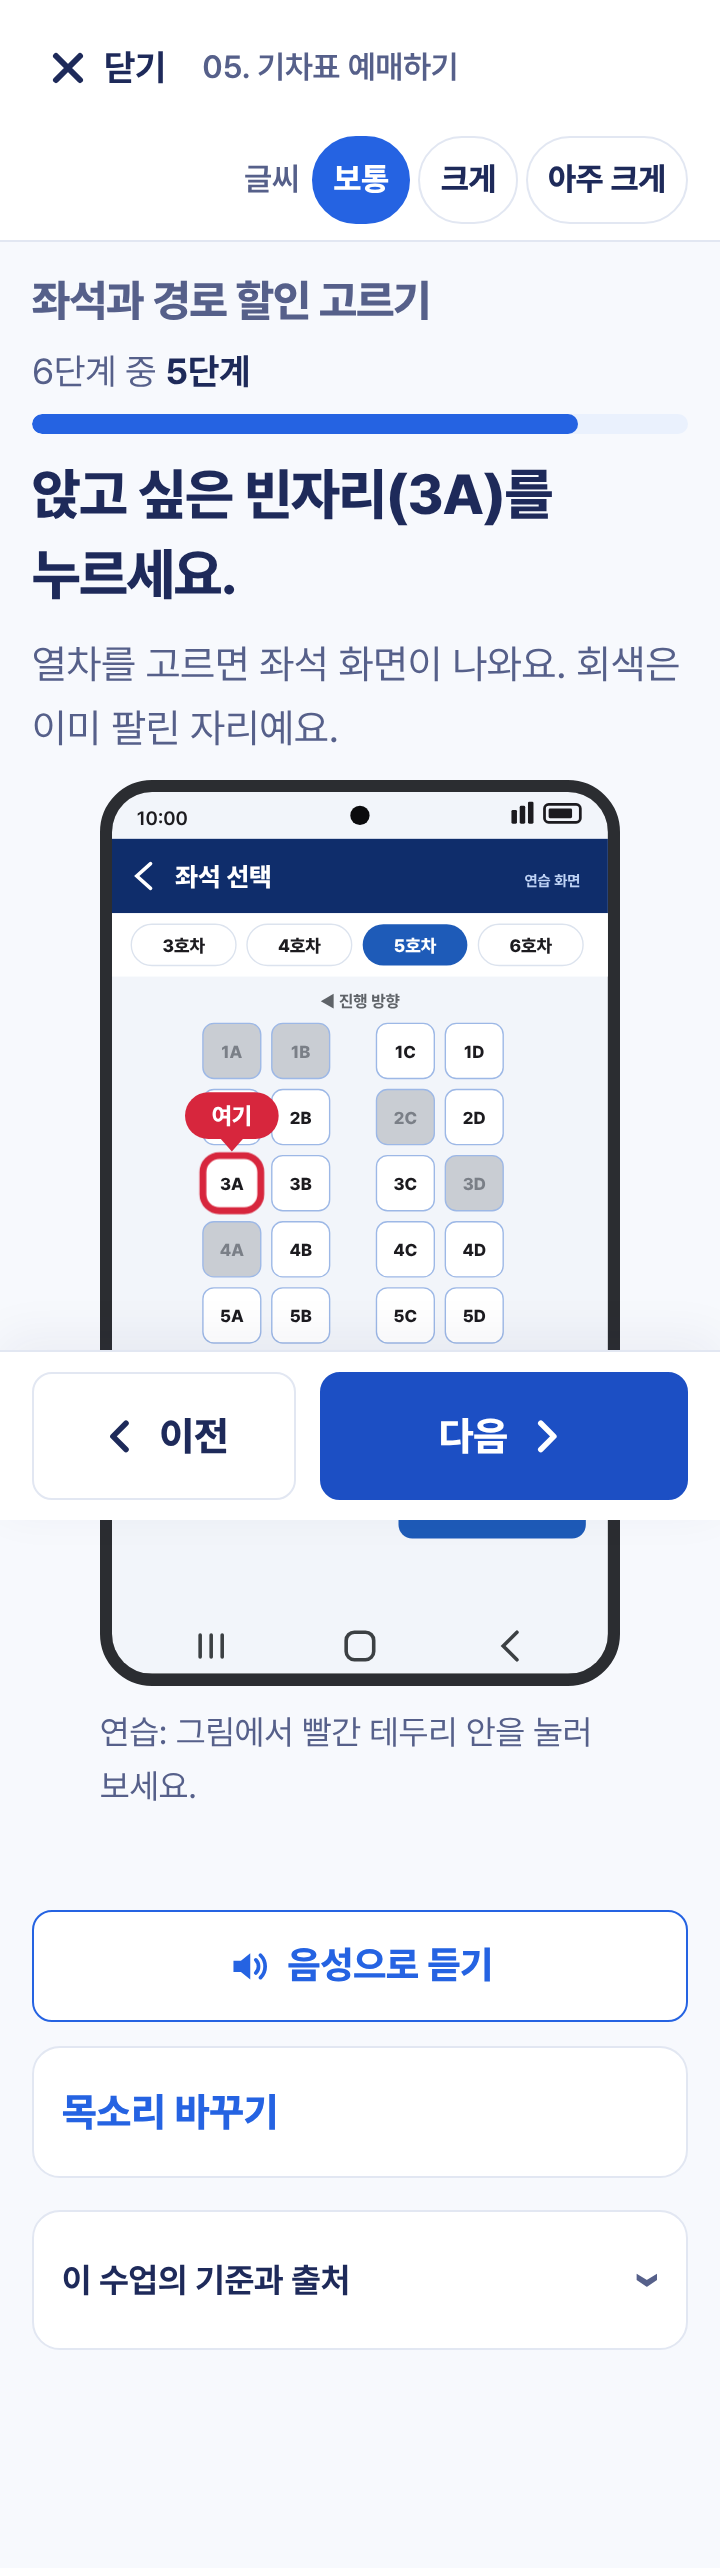 닫기 05. 기차표 예매하기
글씨 보통 크게 아주 크게
좌석과 경로 할인 고르기
6단계 중 5단계
앉고 싶은 빈자리(3A)를
누르세요.
열차를 고르면 좌석 화면이 나와요. 회색은
이미 팔린 자리예요.
10:00
좌석 선택 연습 화면
3호차 4호차 5호차 6호차
◀ 진행 방향
1A 1B 1C 1D
여기 2B 2C 2D
3A 3B 3C 3D
4A 4B 4C 4D
5A 5B 5C 5D
이전 다음
연습: 그림에서 빨간 테두리 안을 눌러
보세요.
음성으로 듣기
목소리 바꾸기
이 수업의 기준과 출처